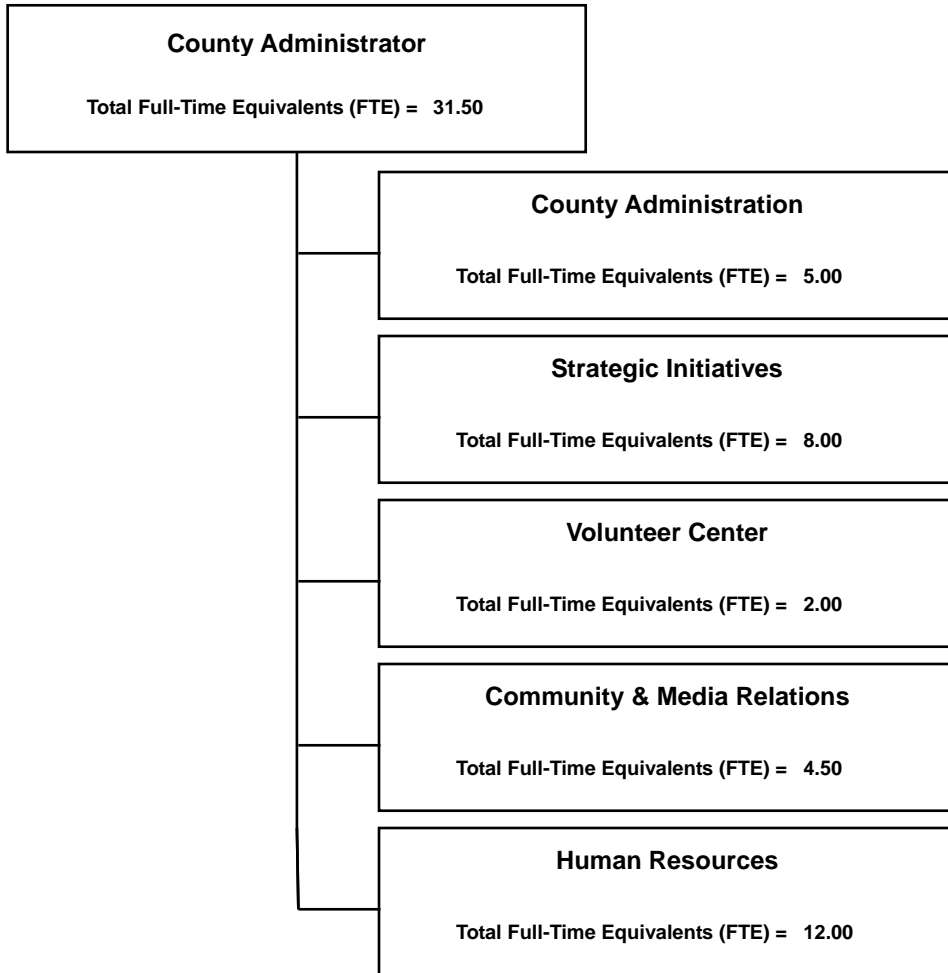 County Administrator
Total Full-Time Equivalents (FTE) = 31.50
County Administration
Total Full-Time Equivalents (FTE) = 5.00
Strategic Initiatives
Total Full-Time Equivalents (FTE) = 8.00
Volunteer Center
Total Full-Time Equivalents (FTE) = 2.00
Community & Media Relations
Total Full-Time Equivalents (FTE) = 4.50
Human Resources
Total Full-Time Equivalents (FTE) = 12.00